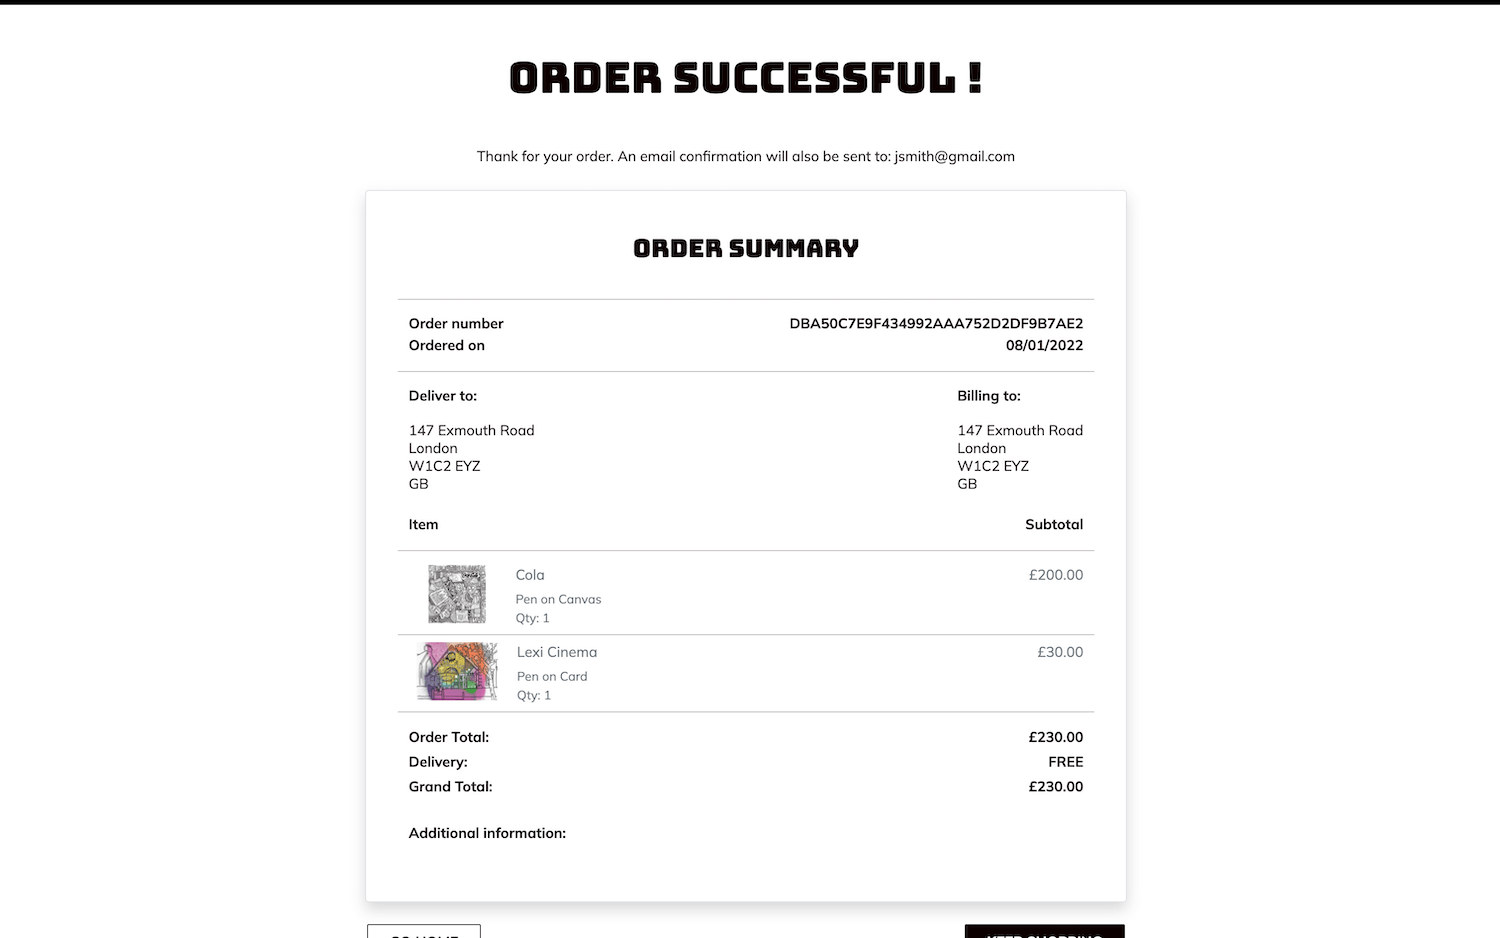 ORDER SUCCESSFUL !
Thank for your order. An email confirmation will also be sent to: jsmith@gmail.com
ORDER SUMMARY
Order number DBA50C7E9F434992AAA752D2DF9B7AE2
Ordered on 08/01/2022
Deliver to: Billing to:
147 Exmouth Road 147 Exmouth Road
London London
W1C2 EYZ W1C2 EYZ
GB GB
Item Subtotal
Cola £200.00
Pen on Canvas
Qty: 1
Lexi Cinema £30.00
Pen on Card
Qty: 1
Order Total: £230.00
Delivery: FREE
Grand Total: £230.00
Additional information: